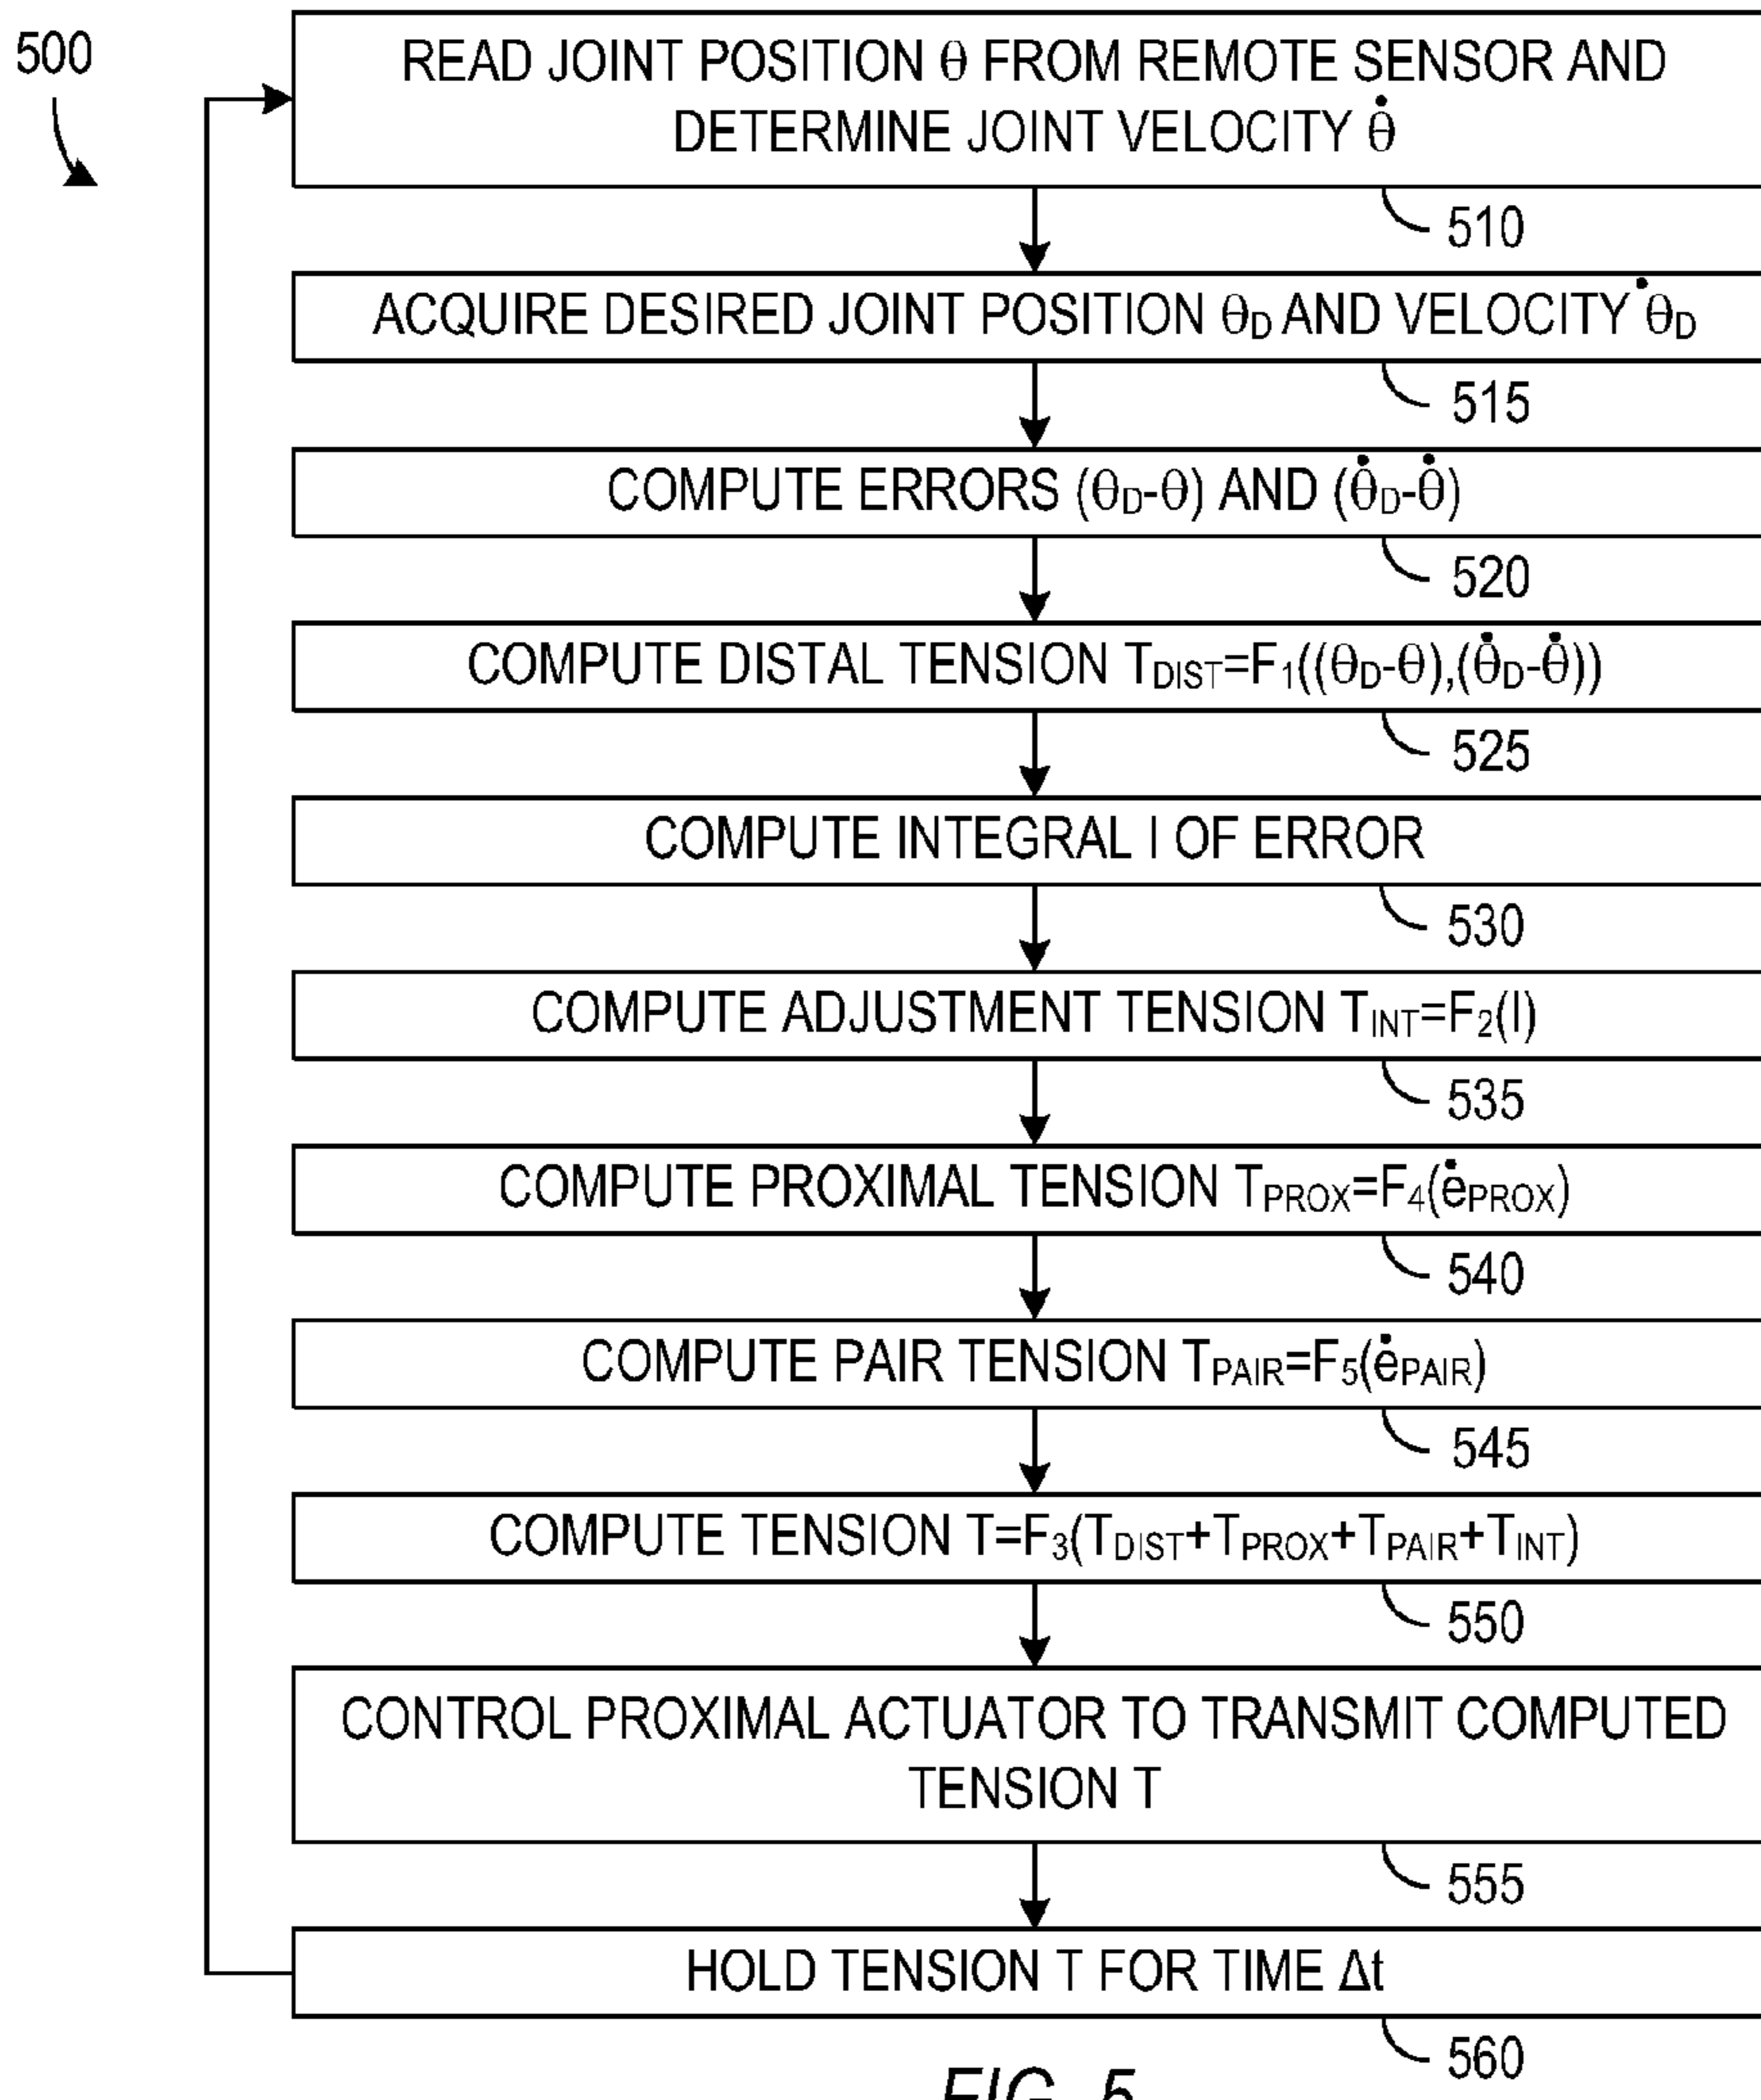 500
READ JOINT POSITION θ FROM REMOTE SENSOR AND
DETERMINE JOINT VELOCITY θ̇
510
ACQUIRE DESIRED JOINT POSITION θD AND VELOCITY θ̇D
515
COMPUTE ERRORS (θD-θ) AND (θ̇D-θ̇)
520
COMPUTE DISTAL TENSION TDIST=F1((θD-θ),(θ̇D-θ̇))
525
COMPUTE INTEGRAL I OF ERROR
530
COMPUTE ADJUSTMENT TENSION TINT=F2(I)
535
COMPUTE PROXIMAL TENSION TPROX=F4(ėPROX)
540
COMPUTE PAIR TENSION TPAIR=F5(ėPAIR)
545
COMPUTE TENSION T=F3(TDIST+TPROX+TPAIR+TINT)
550
CONTROL PROXIMAL ACTUATOR TO TRANSMIT COMPUTED
TENSION T
555
HOLD TENSION T FOR TIME Δt
560
FIG. 5